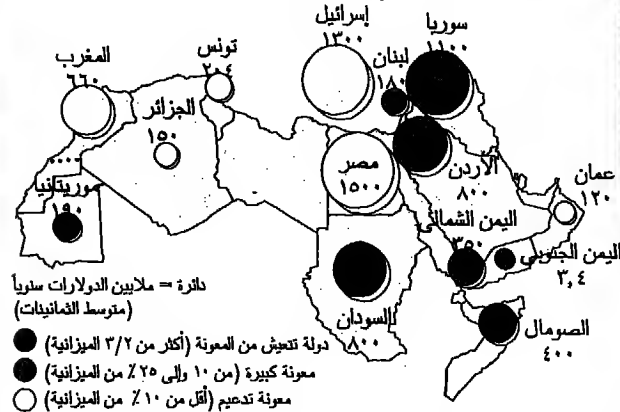 إسرائيل
١٣٠٠
سوريا
١١٠٠
تونس
٢٠٤
لبنان
١٨٠
المغرب
٦٦٠
الجزائر
١٥٠
مصر
١٥٠٠
الأردن
٨٠٠
عمان
١٢٠
موريتانيا
١٩٠
اليمن الشمالى
٣٥٠
اليمن الجنوبى
٣,٤
السودان
٨٠٠
الصومال
٤٠٠
دائرة = ملايين الدولارات سنوياً
(متوسط الثمانينات)
دولة تتعيش من المعونة (أكثر من ٣/٢ الميزانية)
معونة كبيرة (من ١٠ وإلى ٢٥ ٪ من الميزانية)
معونة تدعيم (أقل من ١٠ ٪ من الميزانية)